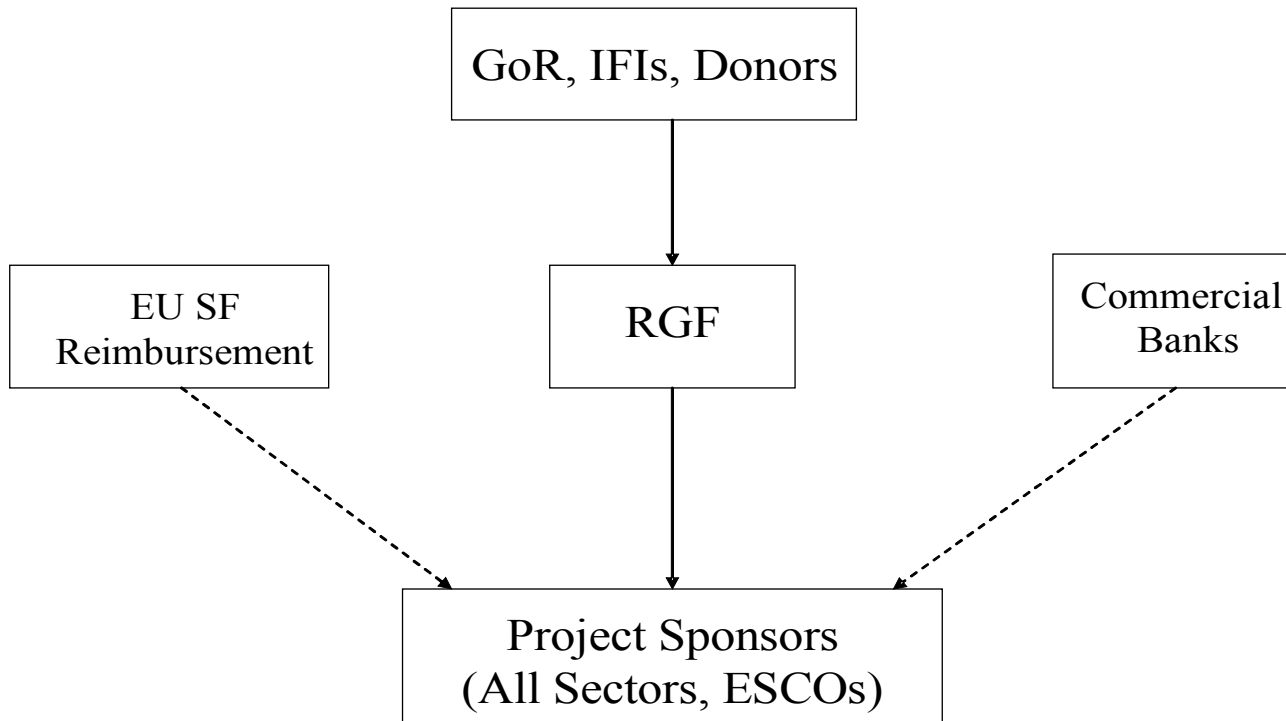 GoR, IFIs, Donors
EU SF
Reimbursement
RGF
Commercial
Banks
Project Sponsors
(All Sectors, ESCOs)